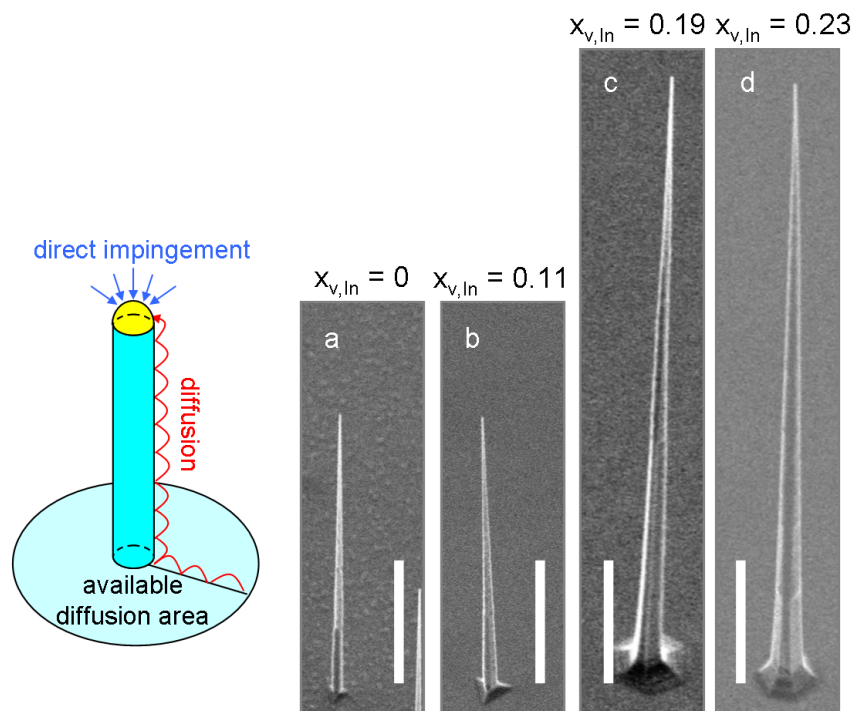 x_v,In = 0.19
x_v,In = 0.23
c
d
direct impingement
x_v,In = 0
x_v,In = 0.11
a
b
diffusion
available
diffusion area